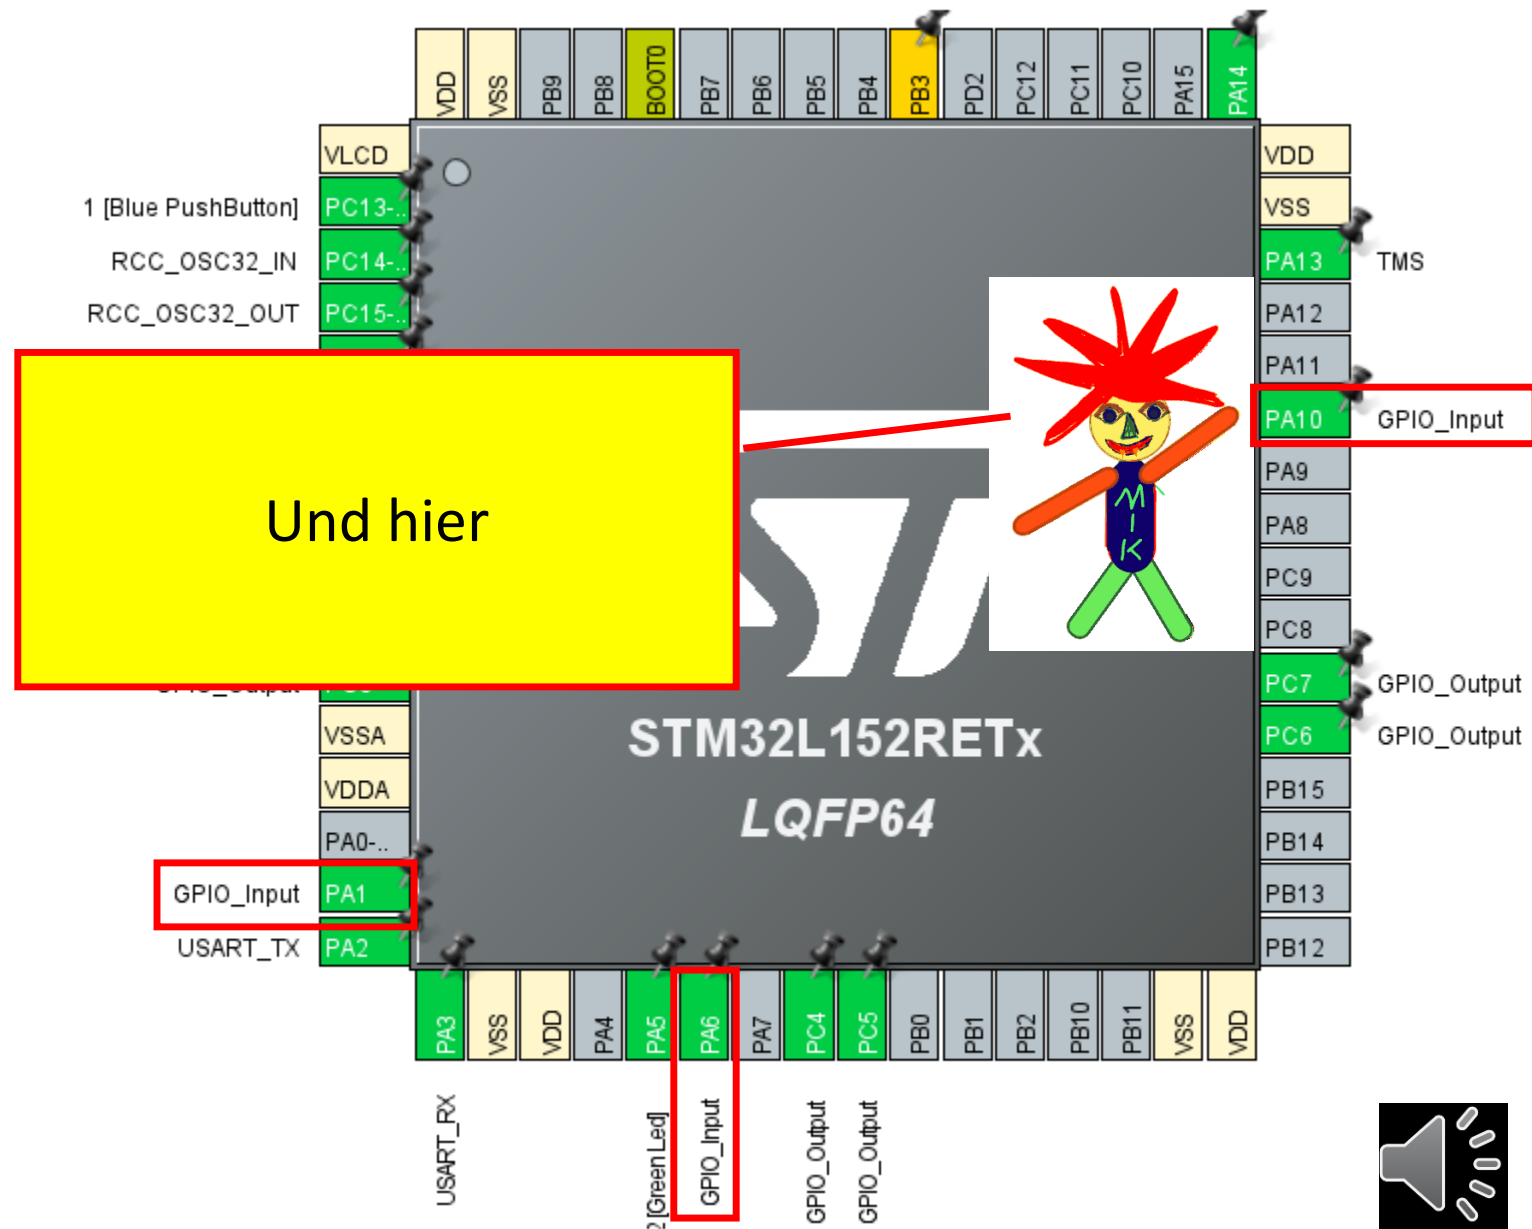 VDD
VSS
PB9
PB8
BOOT0
PB7
PB6
PB5
PB4
PB3
PD2
PC12
PC11
PC10
PA15
PA14
VLCD
1 [Blue PushButton] PC13-..
RCC_OSC32_IN PC14-..
RCC_OSC32_OUT PC15-..
Und hier
VSSA
VDDA
PA0-..
GPIO_Input PA1
USART_TX PA2
MIK
STM32L152RETx
LQFP64
VDD
VSS
PA13 TMS
PA12
PA11
PA10 GPIO_Input
PA9
PA8
PC9
PC8
PC7 GPIO_Output
PC6 GPIO_Output
PB15
PB14
PB13
PB12
PA3
VSS
VDD
PA4
PA5
PA6
PA7
PC4
PC5
PB0
PB1
PB2
PB10
PB11
VSS
VDD
USART_RX
2 [Green Led]
GPIO_Input
GPIO_Output
GPIO_Output